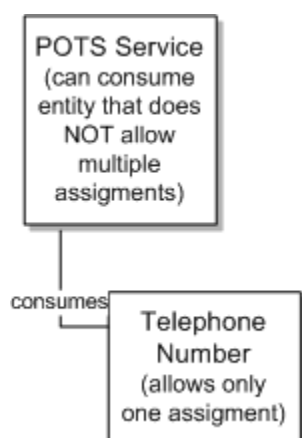 POTS Service
(can consume
entity that does
NOT allow
multiple
assigments)
consumes
Telephone
Number
(allows only
one assigment)